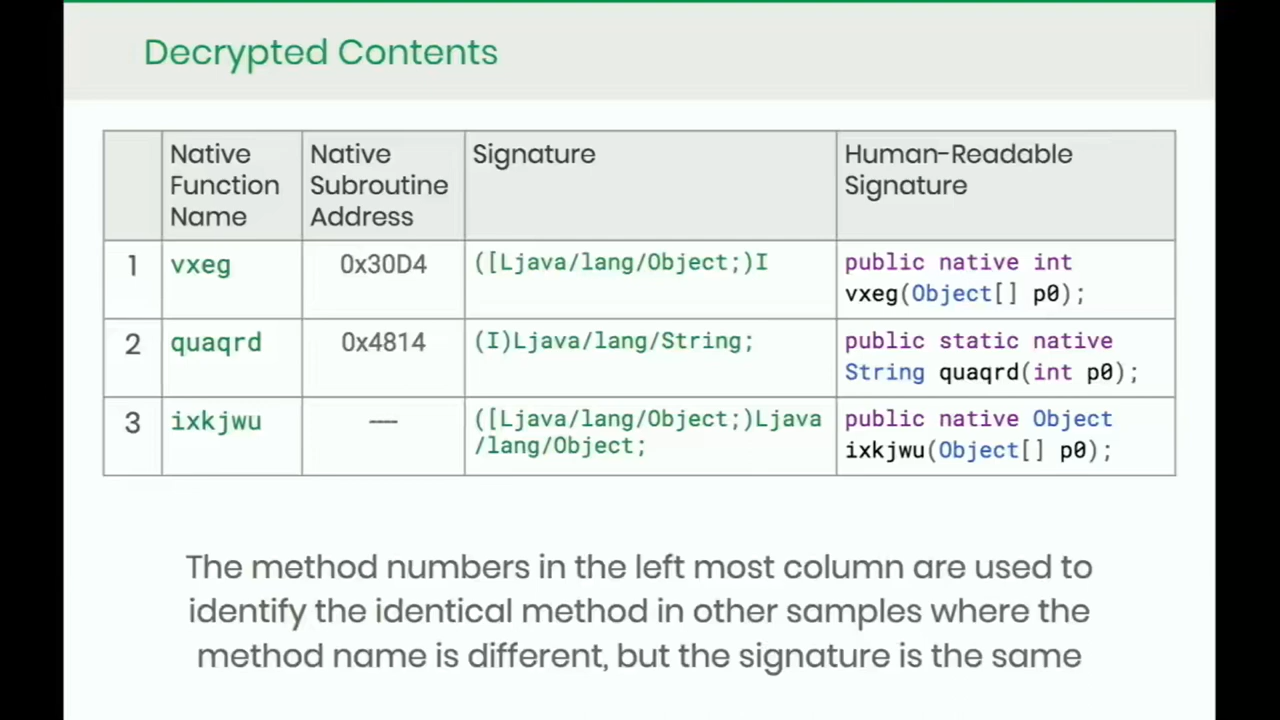 Decrypted Contents
Native Function Name
Native Subroutine Address
Signature
Human-Readable Signature
1
vxeg
0x30D4
([Ljava/lang/Object;)I
public native int
vxeg(Object[] p0);
2
quaqrd
0x4814
(I)Ljava/lang/String;
public static native
String quaqrd(int p0);
3
ixkjwu
—
([Ljava/lang/Object;)Ljava
/lang/Object;
public native Object
ixkjwu(Object[] p0);
The method numbers in the left most column are used to
identify the identical method in other samples where the
method name is different, but the signature is the same